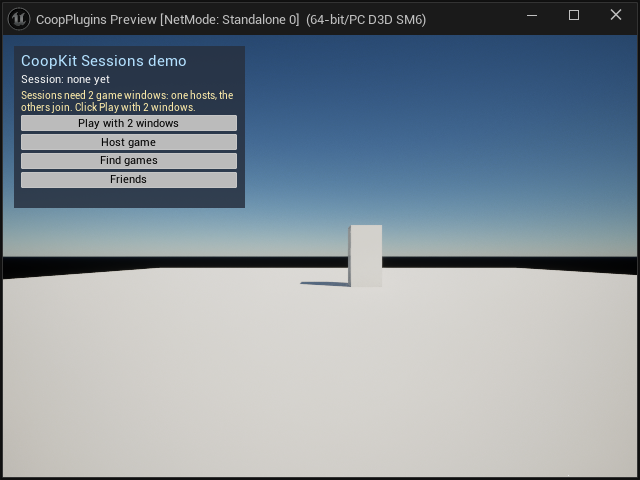 CoopPlugins Preview [NetMode: Standalone 0]  (64-bit/PC D3D SM6)
CoopKit Sessions demo
Session: none yet
Sessions need 2 game windows: one hosts, the
others join. Click Play with 2 windows.
Play with 2 windows
Host game
Find games
Friends